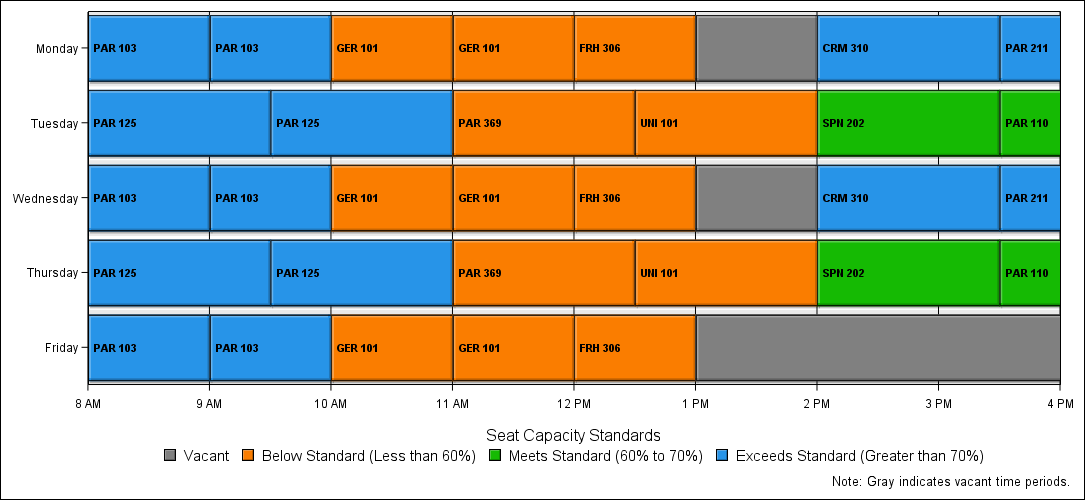 Monday PAR 103 PAR 103 GER 101 GER 101 FRH 306 CRM 310 PAR 211
Tuesday PAR 125 PAR 125 PAR 369 UNI 101 SPN 202 PAR 110
Wednesday PAR 103 PAR 103 GER 101 GER 101 FRH 306 CRM 310 PAR 211
Thursday PAR 125 PAR 125 PAR 369 UNI 101 SPN 202 PAR 110
Friday PAR 103 PAR 103 GER 101 GER 101 FRH 306
8 AM 9 AM 10 AM 11 AM 12 PM 1 PM 2 PM 3 PM 4 PM
Seat Capacity Standards
Vacant Below Standard (Less than 60%) Meets Standard (60% to 70%) Exceeds Standard (Greater than 70%)
Note: Gray indicates vacant time periods.